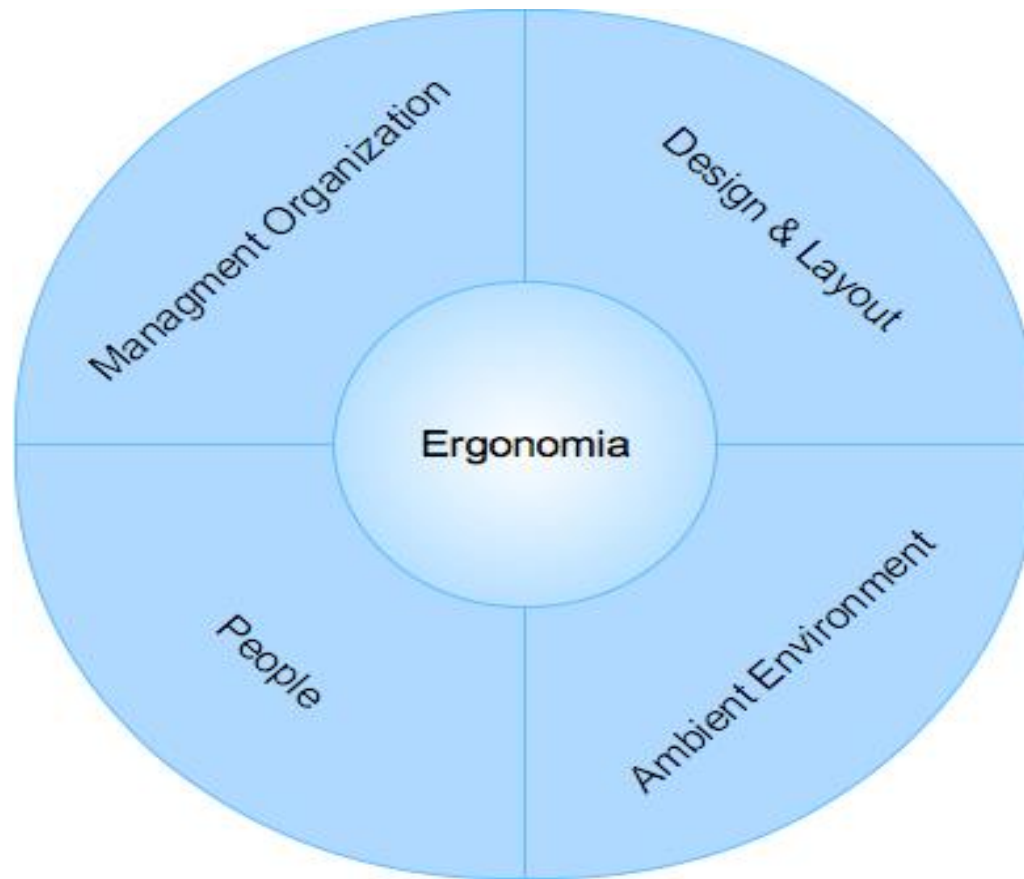 Managment Organization
Design & Layout
Ergonomia
People
Ambient Environment